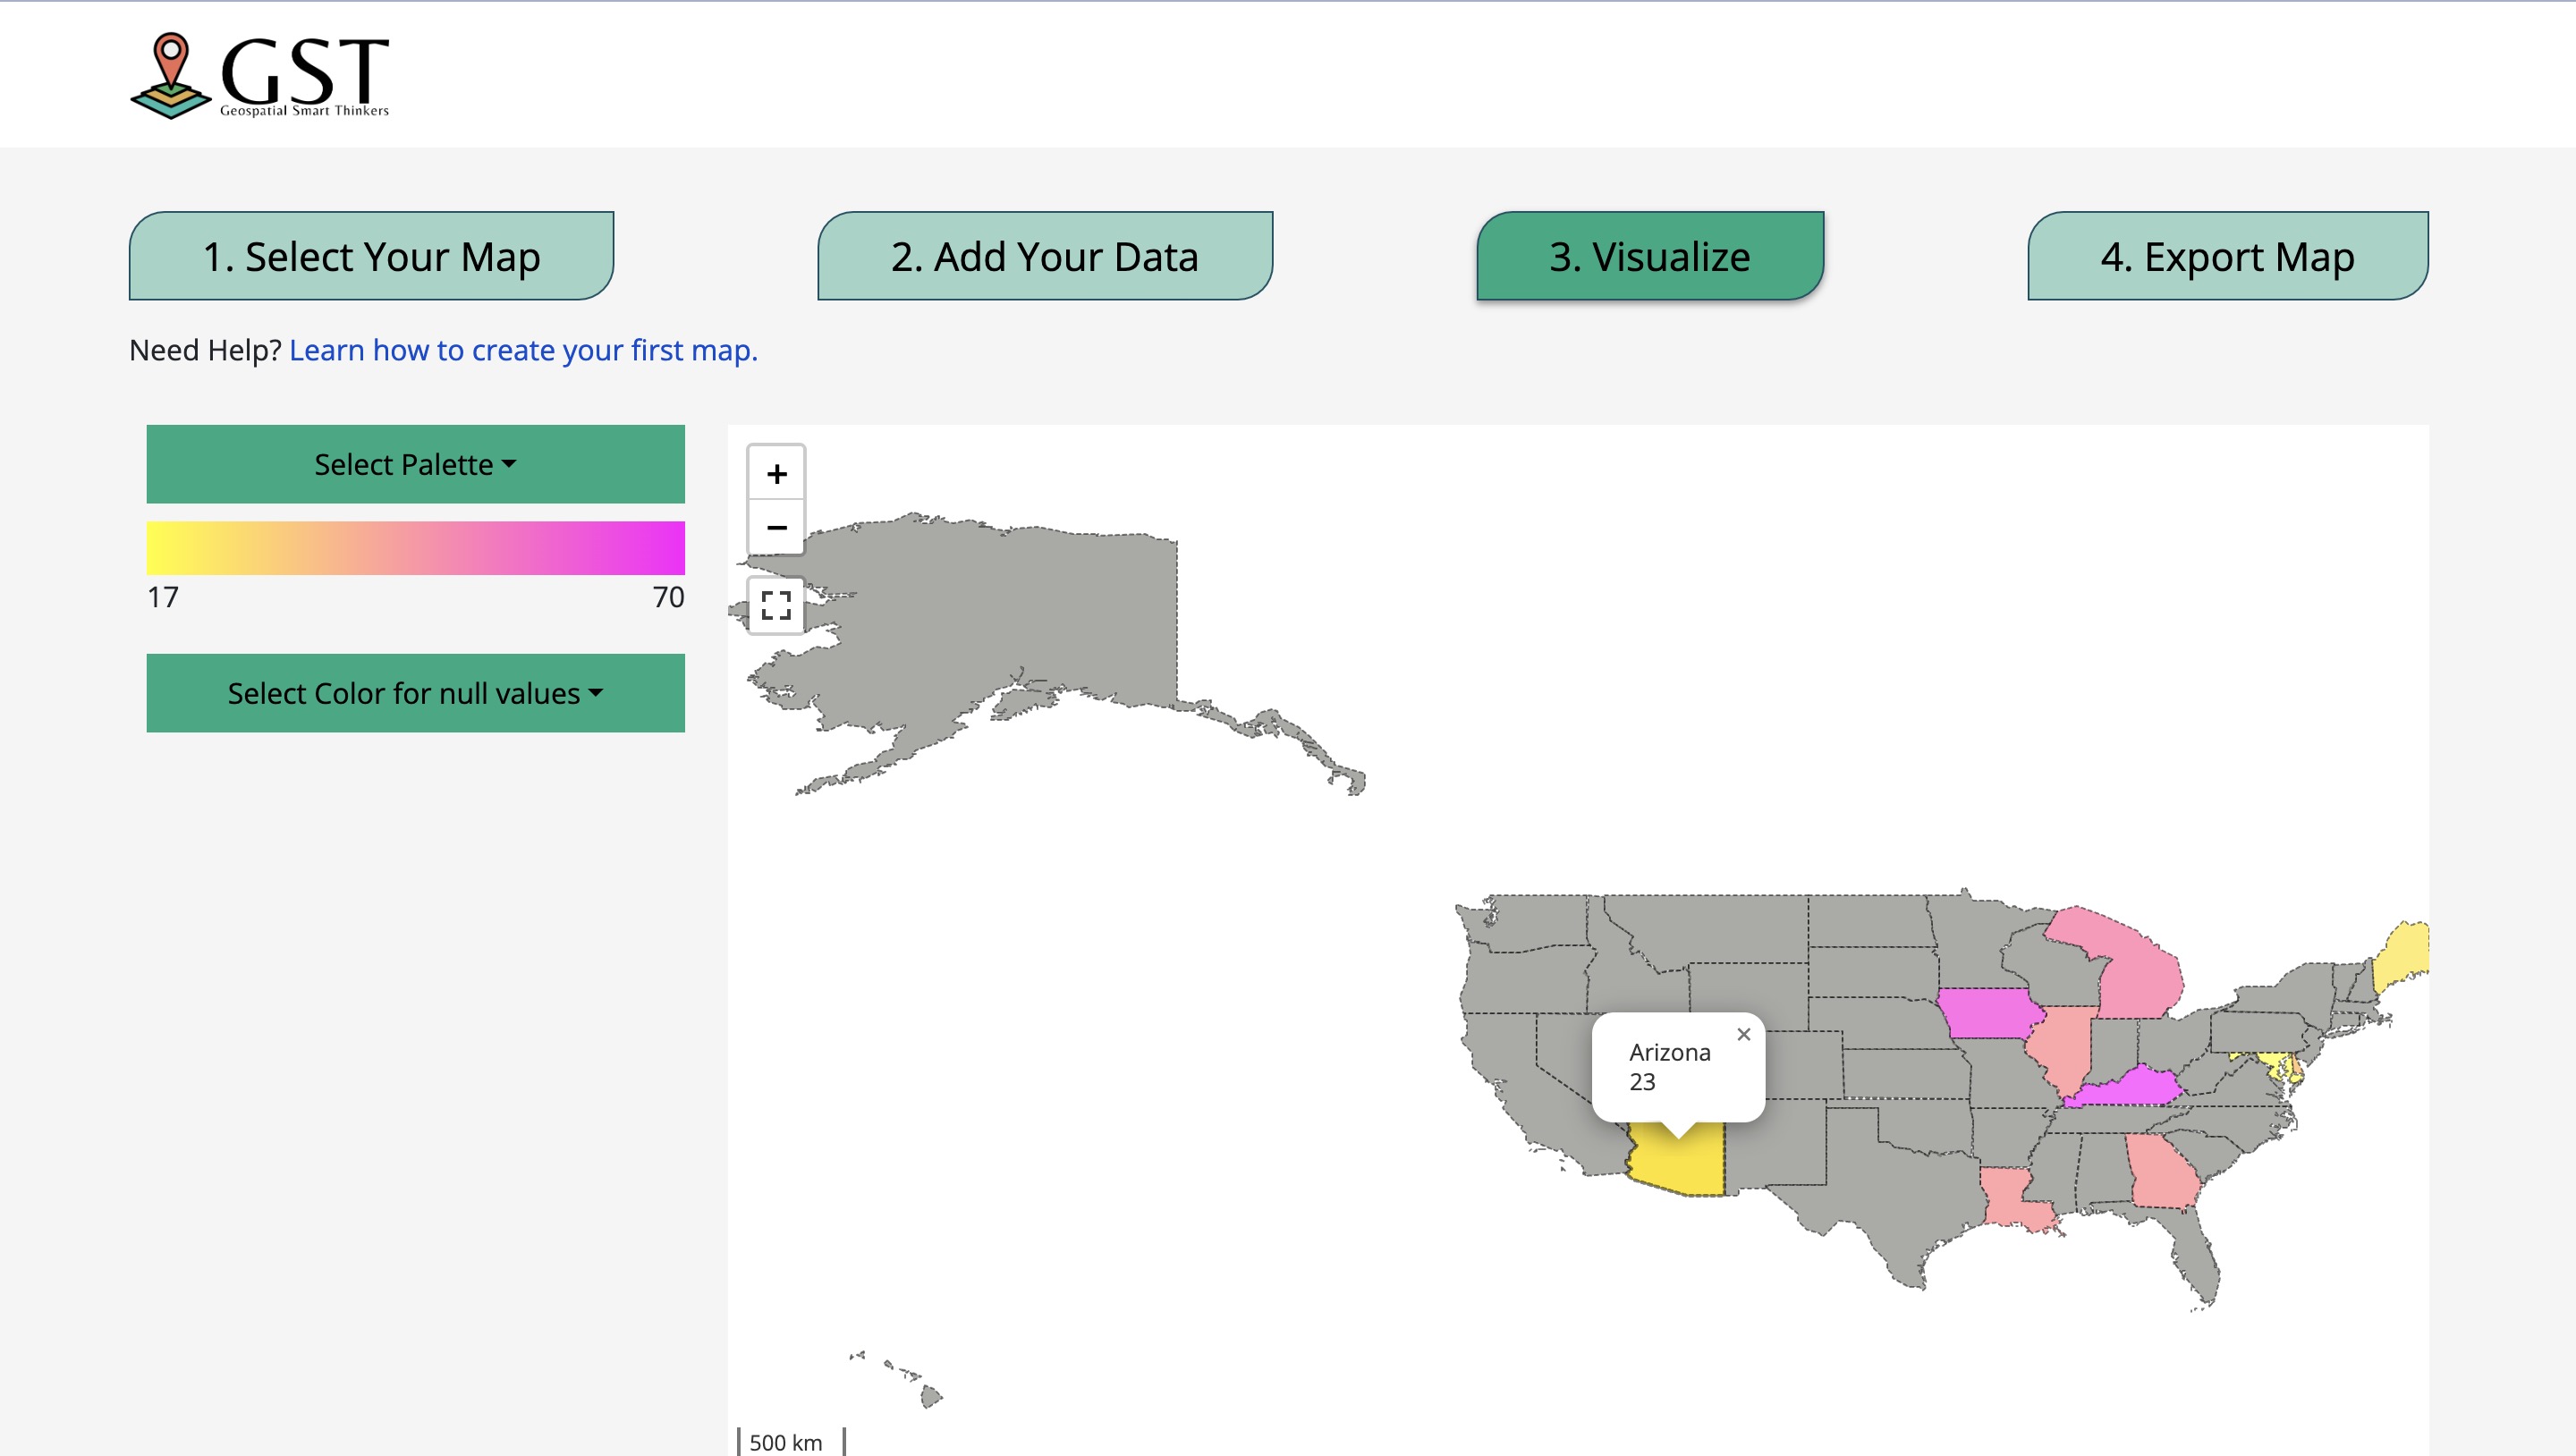 GST
Geospatial Smart Thinkers
1. Select Your Map
2. Add Your Data
3. Visualize
4. Export Map
Need Help? Learn how to create your first map.
Select Palette
17
70
Select Color for null values
+
−
Arizona
23
×
500 km